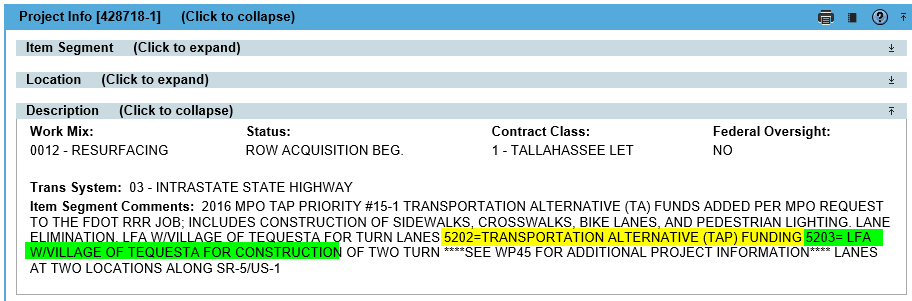 Project Info [428718-1] (Click to collapse)
Item Segment (Click to expand)
Location (Click to expand)
Description (Click to collapse)
Work Mix: Status: Contract Class: Federal Oversight:
0012 - RESURFACING ROW ACQUISITION BEG. 1 - TALLAHASSEE LET NO
Trans System: 03 - INTRASTATE STATE HIGHWAY
Item Segment Comments: 2016 MPO TAP PRIORITY #15-1 TRANSPORTATION ALTERNATIVE (TA) FUNDS ADDED PER MPO REQUEST
TO THE FDOT RRR JOB; INCLUDES CONSTRUCTION OF SIDEWALKS, CROSSWALKS, BIKE LANES, AND PEDESTRIAN LIGHTING. LANE
ELIMINATION. LFA W/VILLAGE OF TEQUESTA FOR TURN LANES 5202=TRANSPORTATION ALTERNATIVE (TAP) FUNDING 5203= LFA
W/VILLAGE OF TEQUESTA FOR CONSTRUCTION OF TWO TURN ****SEE WP45 FOR ADDITIONAL PROJECT INFORMATION**** LANES
AT TWO LOCATIONS ALONG SR-5/US-1